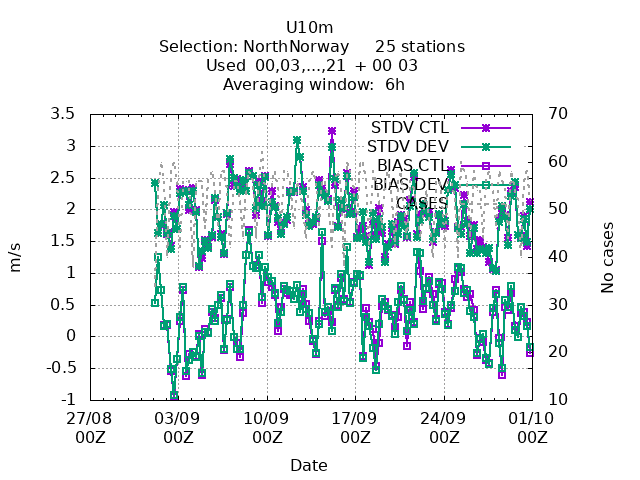 U10m
Selection: NorthNorway 25 stations
Used 00,03,...,21 + 00 03
Averaging window: 6h
3.5 70
STDV CTL
3 STDV DEV 60
BIAS CTL
2.5 BIAS DEV
2 CASES 50
1.5
1 40
0.5 30
0
-0.5 20
-1 10
m/s
No cases
27/08 03/09 10/09 17/09 24/09 01/10
00Z 00Z 00Z 00Z 00Z 00Z
Date